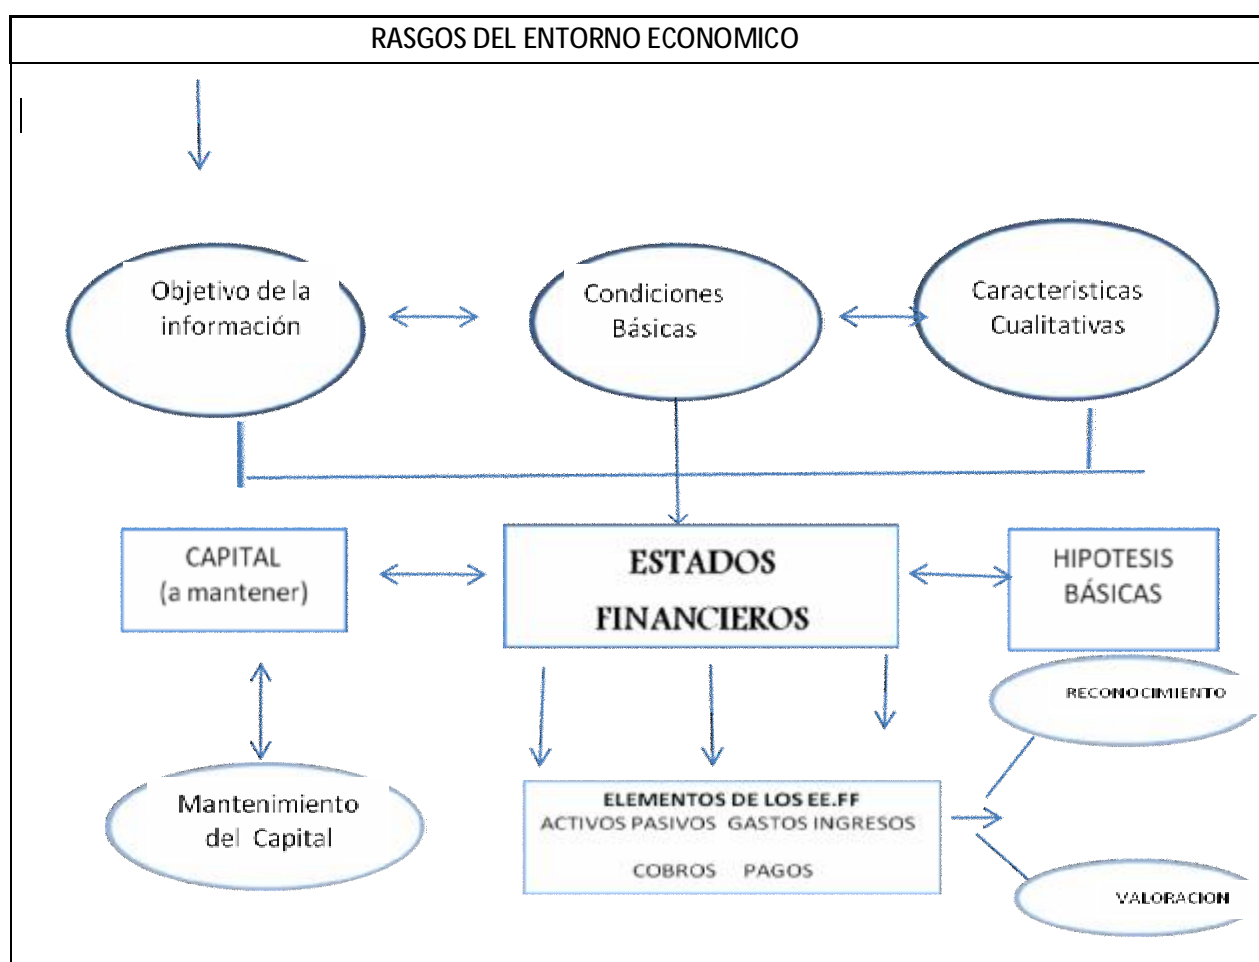 RASGOS DEL ENTORNO ECONOMICO
Objetivo de la
información
Condiciones
Básicas
Caracteristicas
Cualitativas
CAPITAL
(a mantener)
ESTADOS
FINANCIEROS
HIPOTESIS
BÁSICAS
RECONOCIMIENTO
Mantenimiento
del Capital
ELEMENTOS DE LOS EE.FF
ACTIVOS PASIVOS GASTOS INGRESOS
COBROS PAGOS
VALORACION